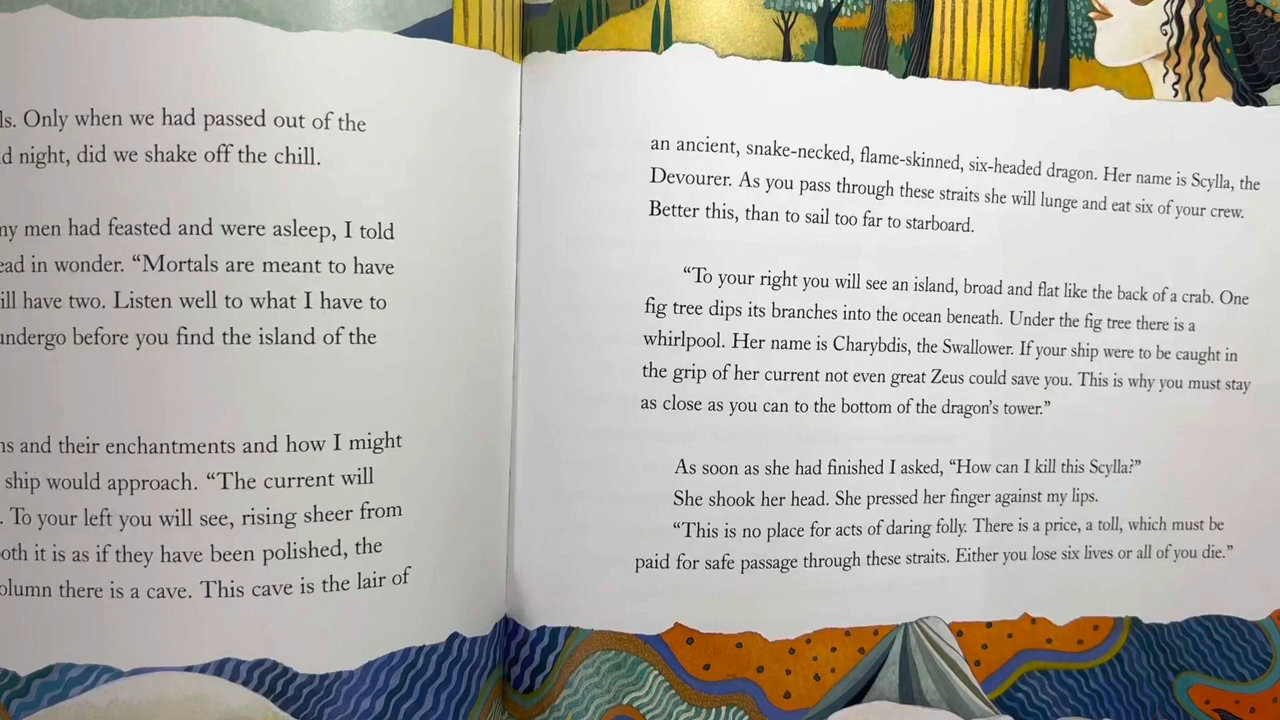 ls. Only when we had passed out of the
d night, did we shake off the chill.
my men had feasted and were asleep, I told
ead in wonder. “Mortals are meant to have
ill have two. Listen well to what I have to
undergo before you find the island of the
ns and their enchantments and how I might
ship would approach. “The current will
. To your left you will see, rising sheer from
oth it is as if they have been polished, the
olumn there is a cave. This cave is the lair of
an ancient, snake-necked, flame-skinned, six-headed dragon. Her name is Scylla, the
Devourer. As you pass through these straits she will lunge and eat six of your crew.
Better this, than to sail too far to starboard.
“To your right you will see an island, broad and flat like the back of a crab. One
fig tree dips its branches into the ocean beneath. Under the fig tree there is a
whirlpool. Her name is Charybdis, the Swallower. If your ship were to be caught in
the grip of her current not even great Zeus could save you. This is why you must stay
as close as you can to the bottom of the dragon’s tower.”
As soon as she had finished I asked, “How can I kill this Scylla?”
She shook her head. She pressed her finger against my lips.
“This is no place for acts of daring folly. There is a price, a toll, which must be
paid for safe passage through these straits. Either you lose six lives or all of you die.”